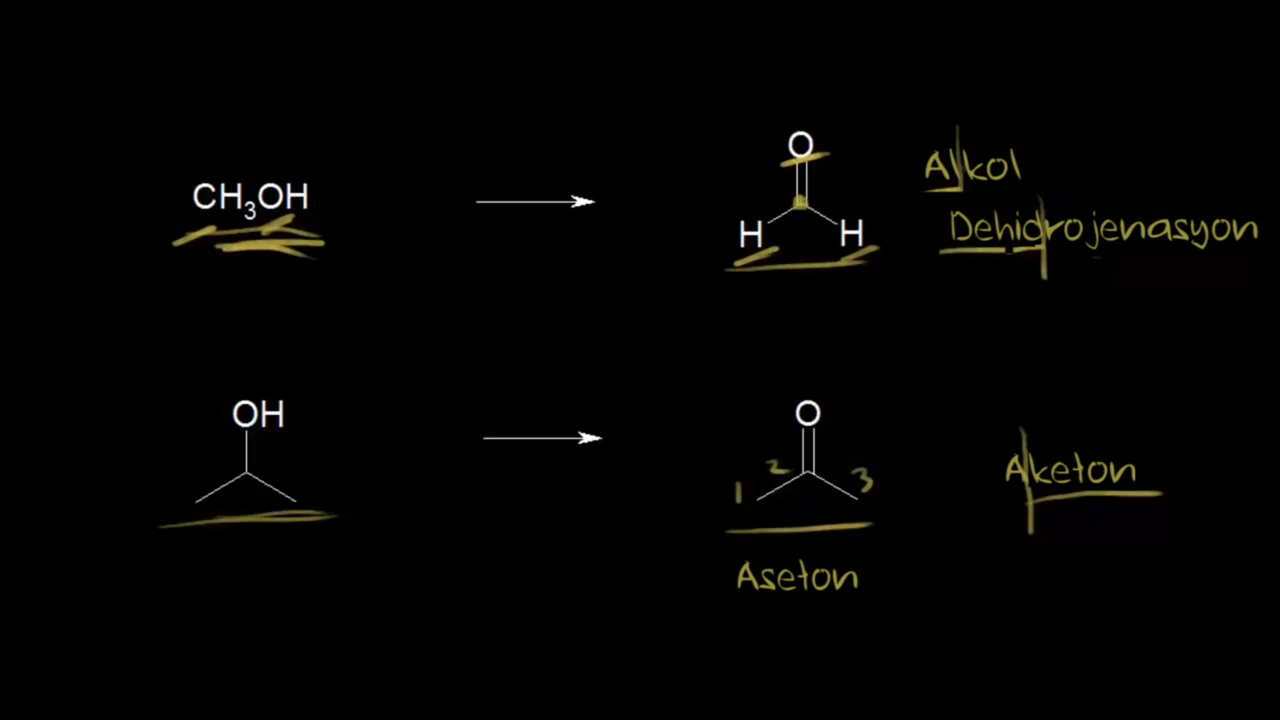 CH3OH
O
H H
Alkol
Dehidrojenasyon
OH
O
1 2 3
Aketon
Aseton